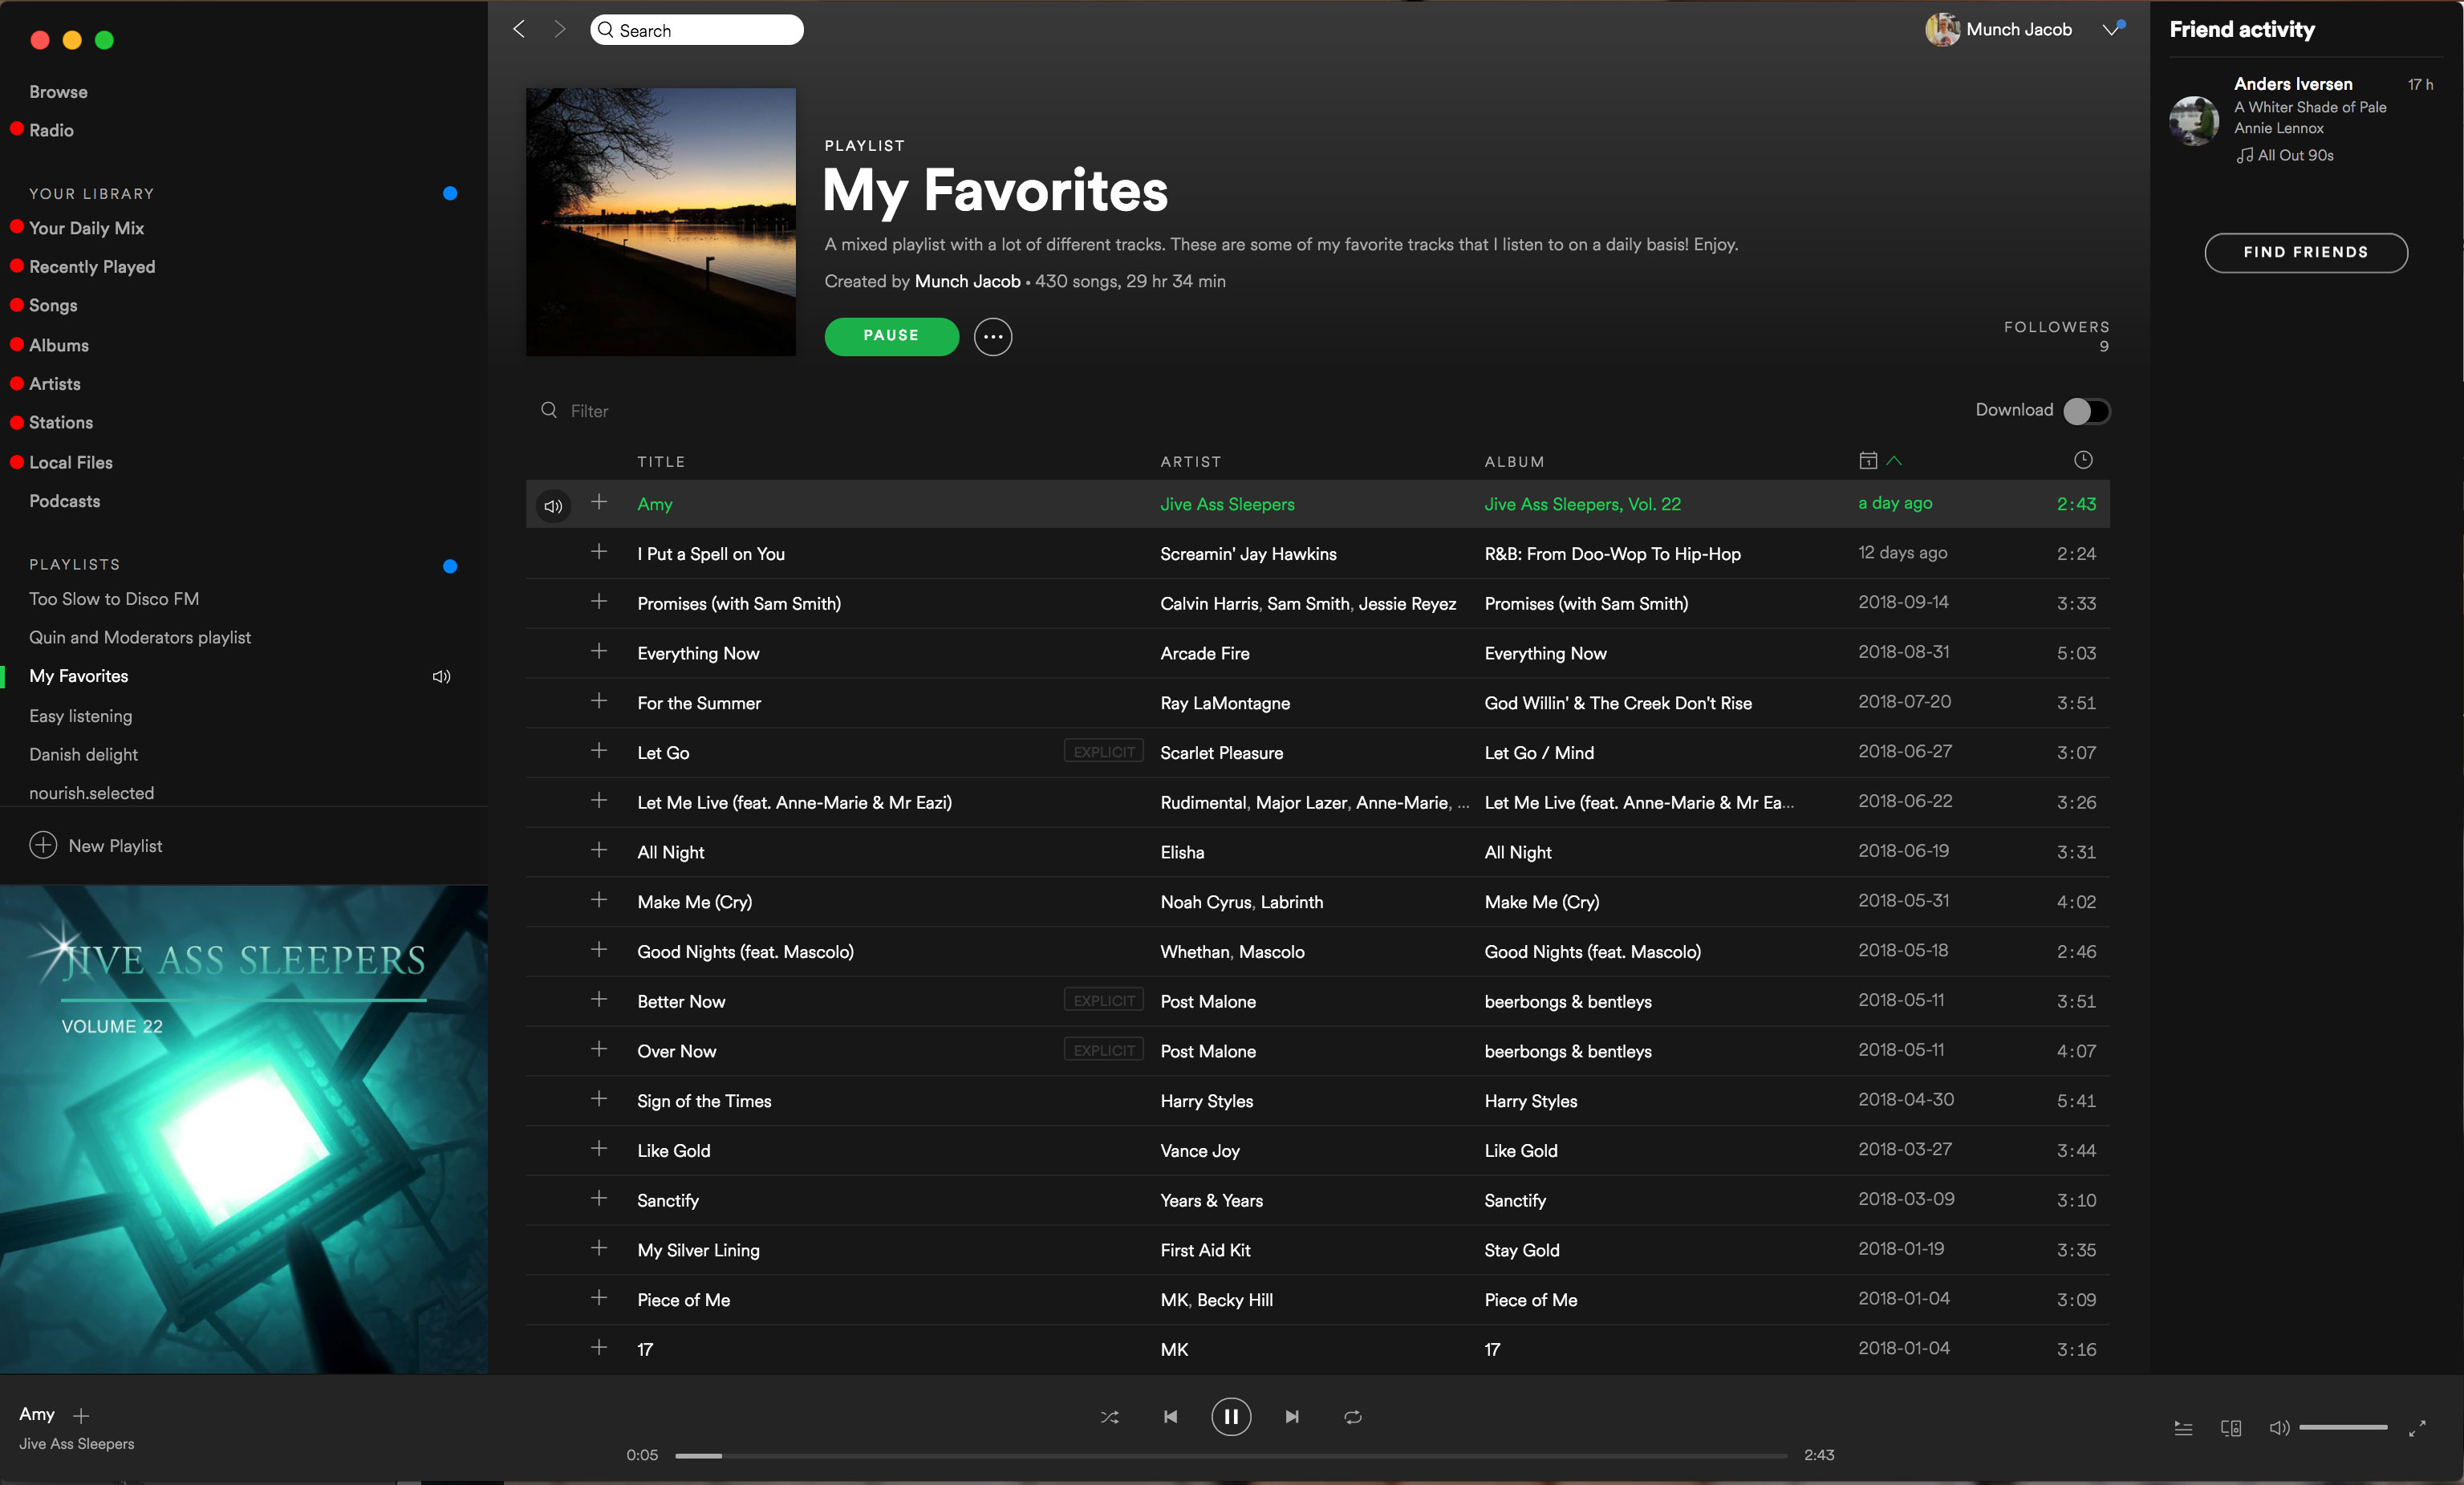 Browse
Radio
YOUR LIBRARY
Your Daily Mix
Recently Played
Songs
Albums
Artists
Stations
Local Files
Podcasts
PLAYLISTS
Too Slow to Disco FM
Quin and Moderators playlist
My Favorites
Easy listening
Danish delight
nourish.selected
New Playlist
JIVE ASS SLEEPERS
VOLUME 22
Search
Munch Jacob
PLAYLIST
My Favorites
A mixed playlist with a lot of different tracks. These are some of my favorite tracks that I listen to on a daily basis! Enjoy.
Created by Munch Jacob • 430 songs, 29 hr 34 min
PAUSE
FOLLOWERS
9
Filter
Download
TITLE ARTIST ALBUM
Amy Jive Ass Sleepers Jive Ass Sleepers, Vol. 22 a day ago 2:43
I Put a Spell on You Screamin' Jay Hawkins R&B: From Doo-Wop To Hip-Hop 12 days ago 2:24
Promises (with Sam Smith) Calvin Harris, Sam Smith, Jessie Reyez Promises (with Sam Smith) 2018-09-14 3:33
Everything Now Arcade Fire Everything Now 2018-08-31 5:03
For the Summer Ray LaMontagne God Willin' & The Creek Don't Rise 2018-07-20 3:51
Let Go EXPLICIT Scarlet Pleasure Let Go / Mind 2018-06-27 3:07
Let Me Live (feat. Anne-Marie & Mr Eazi) Rudimental, Major Lazer, Anne-Marie, ... Let Me Live (feat. Anne-Marie & Mr Ea... 2018-06-22 3:26
All Night Elisha All Night 2018-06-19 3:31
Make Me (Cry) Noah Cyrus, Labrinth Make Me (Cry) 2018-05-31 4:02
Good Nights (feat. Mascolo) Whethan, Mascolo Good Nights (feat. Mascolo) 2018-05-18 2:46
Better Now EXPLICIT Post Malone beerbongs & bentleys 2018-05-11 3:51
Over Now EXPLICIT Post Malone beerbongs & bentleys 2018-05-11 4:07
Sign of the Times Harry Styles Harry Styles 2018-04-30 5:41
Like Gold Vance Joy Like Gold 2018-03-27 3:44
Sanctify Years & Years Sanctify 2018-03-09 3:10
My Silver Lining First Aid Kit Stay Gold 2018-01-19 3:35
Piece of Me MK, Becky Hill Piece of Me 2018-01-04 3:09
17 MK 17 2018-01-04 3:16
Friend activity
Anders Iversen 17 h
A Whiter Shade of Pale
Annie Lennox
All Out 90s
FIND FRIENDS
Amy
Jive Ass Sleepers
0:05 2:43